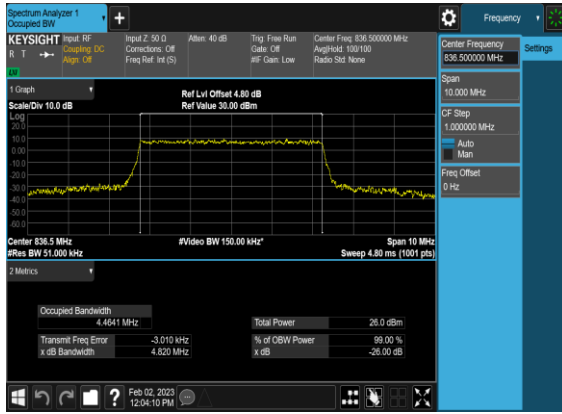 Spectrum Analyzer 1
Occupied BW
Frequency
KEYSIGHT
R T
LW
Input: RF
Coupling: DC
Align: Off
Input Z: 50 Ω
Corrections: Off
Freq Ref: Int (S)
Atten: 40 dB
Trig: Free Run
Gate: Off
#IF Gain: Low
Center Freq: 836.500000 MHz
Avg|Hold: 100/100
Radio Std: None
Center Frequency
836.500000 MHz
Settings
Span
10.000 MHz
CF Step
1.000000 MHz
Auto
Man
Freq Offset
0 Hz
1 Graph
Scale/Div 10.0 dB
Ref Lvl Offset 4.80 dB
Ref Value 30.00 dBm
Log
20.0
10.0
0.00
-10.0
-20.0
-30.0
-40.0
-50.0
-60.0
Center 836.5 MHz
#Res BW 51.000 kHz
#Video BW 150.00 kHz*
Span 10 MHz
Sweep 4.80 ms (1001 pts)
2 Metrics
Occupied Bandwidth
4.4641 MHz
Total Power 26.0 dBm
Transmit Freq Error -3.010 kHz
% of OBW Power 99.00 %
x dB Bandwidth 4.820 MHz
x dB -26.00 dB
?
Feb 02, 2023
12:04:10 PM